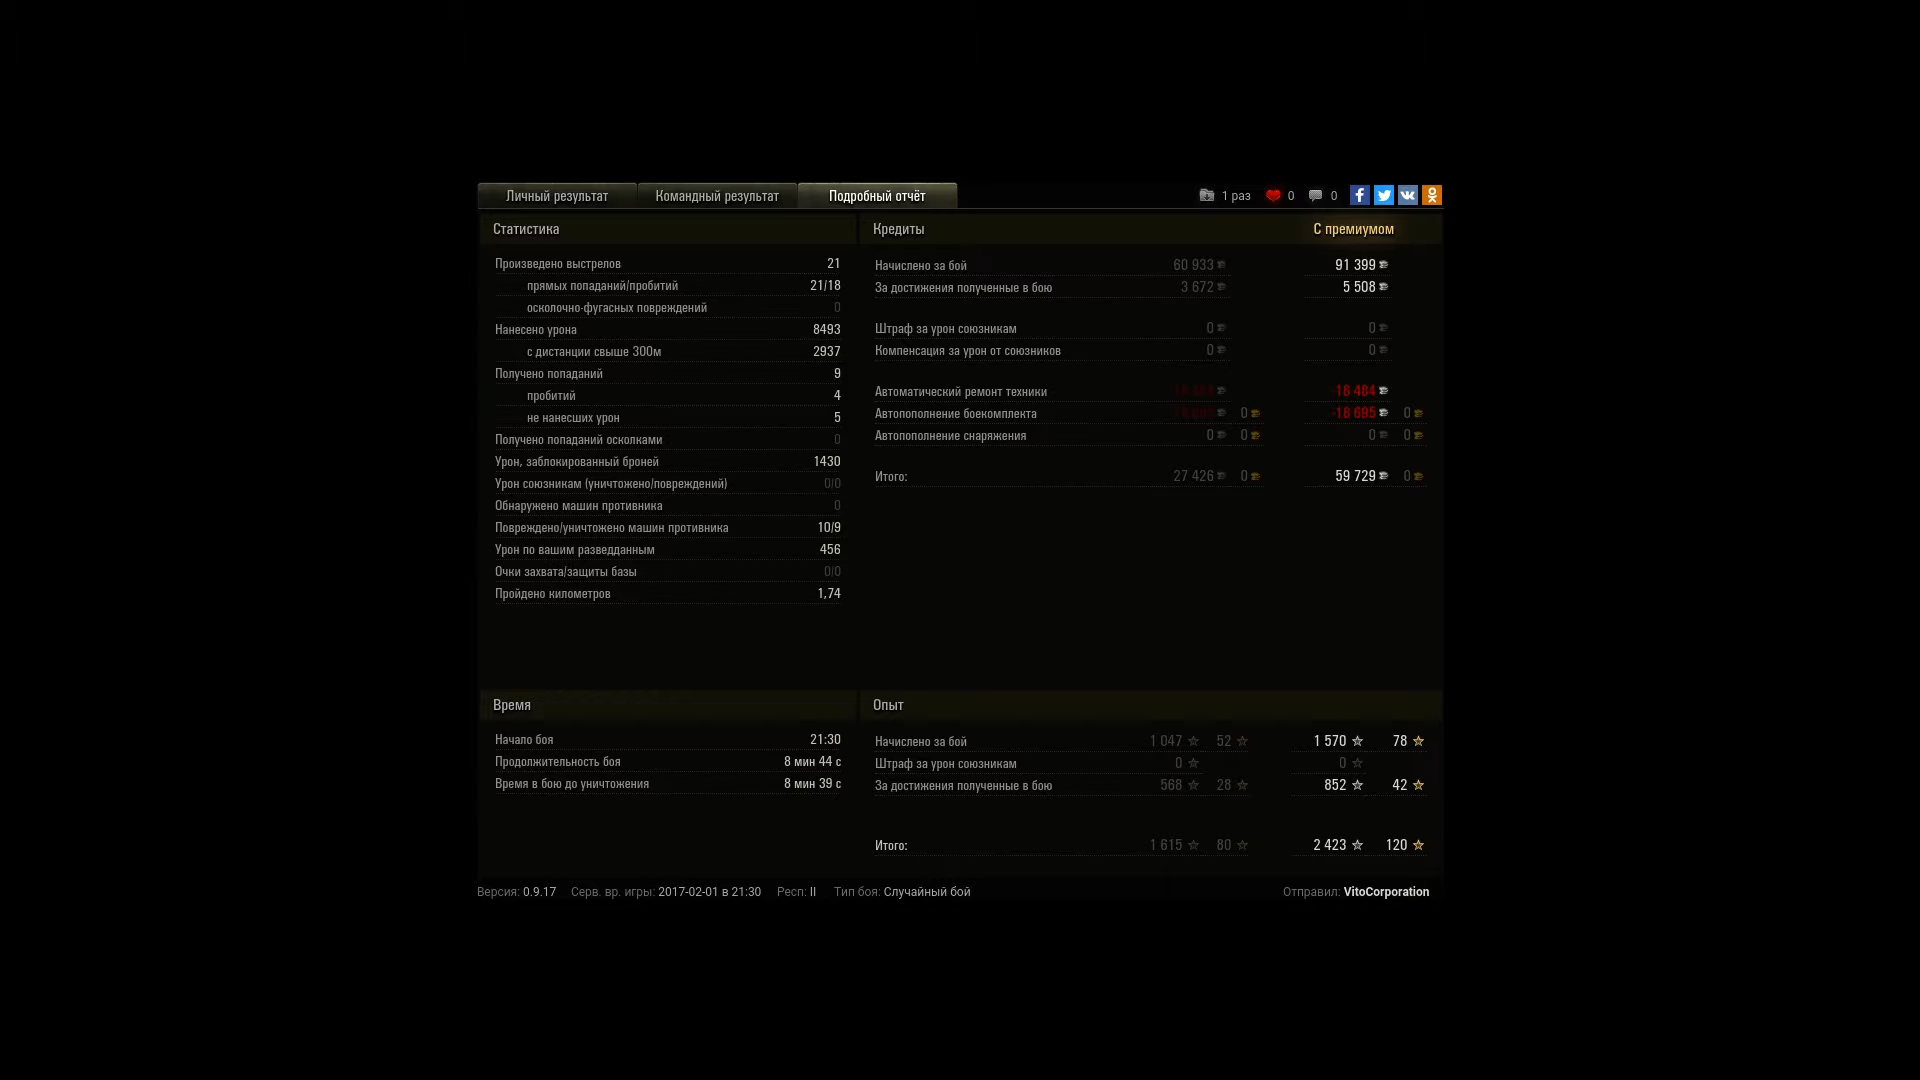 Личный результат Командный результат Подробный отчёт 1 раз 0 0
Статистика
Произведено выстрелов 21
прямых попаданий/пробитий 21/18
осколочно-фугасных повреждений 0
Нанесено урона 8493
с дистанции свыше 300м 2937
Получено попаданий 9
пробитий 4
не нанесших урон 5
Получено попаданий осколками 0
Урон, заблокированный броней 1430
Урон союзникам (уничтожено/повреждений) 0/0
Обнаружено машин противника 0
Повреждено/уничтожено машин противника 10/9
Урон по вашим разведданным 456
Очки захвата/защиты базы 0/0
Пройдено километров 1,74
Кредиты С премиумом
Начислено за бой 60 933 91 399
За достижения полученные в бою 3 672 5 508
Штраф за урон союзникам 0 0
Компенсация за урон от союзников 0 0
Автоматический ремонт техники -18 484
Автопополнение боекомплекта 0 -18 695 0
Автопополнение снаряжения 0 0 0 0
Итого: 27 426 0 59 729 0
Время
Начало боя 21:30
Продолжительность боя 8 мин 44 с
Время в бою до уничтожения 8 мин 39 с
Опыт
Начислено за бой 1 047 52 1 570 78
Штраф за урон союзникам 0 0
За достижения полученные в бою 568 28 852 42
Итого: 1 615 80 2 423 120
Версия: 0.9.17 Серв. вр. игры: 2017-02-01 в 21:30 Респ: II Тип боя: Случайный бой Отправил: VitoCorporation